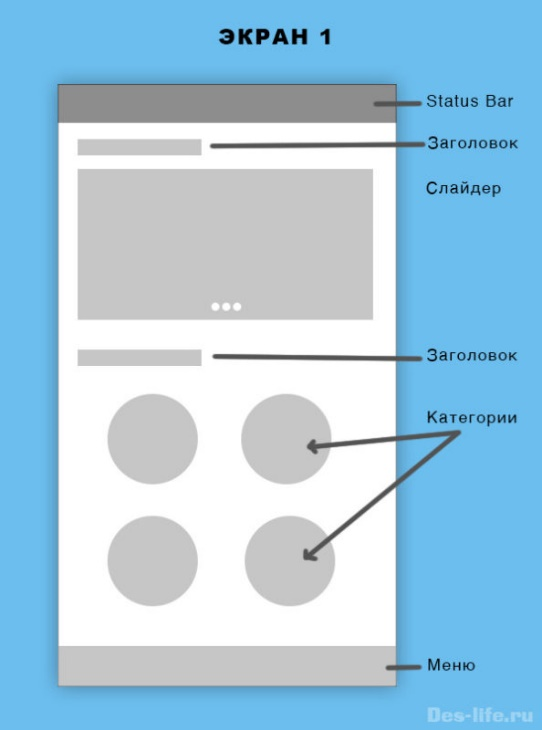 ЭКРАН 1
Status Bar
Заголовок
Слайдер
Заголовок
Категории
Меню
Des-life.ru